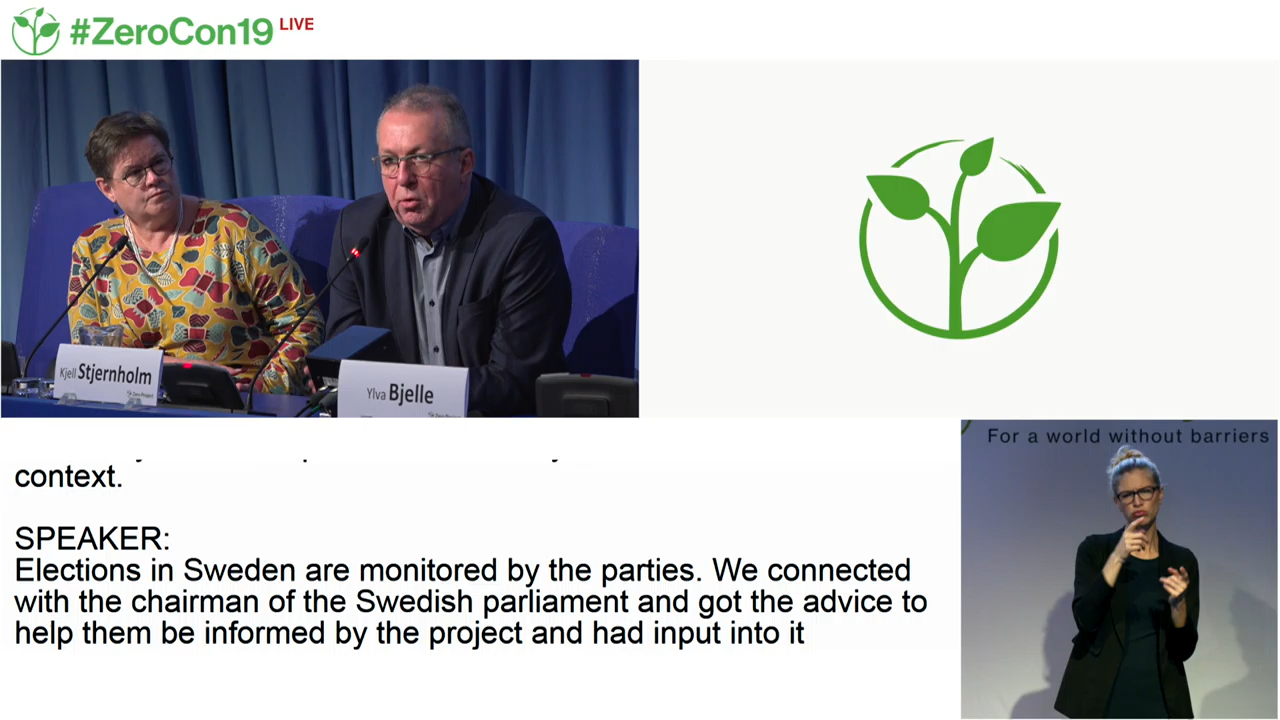 #ZeroCon19 LIVE
Kjell Stjernholm
Zero Project
Ylva Bjelle
For a world without barriers
context.
SPEAKER:
Elections in Sweden are monitored by the parties. We connected
with the chairman of the Swedish parliament and got the advice to
help them be informed by the project and had input into it